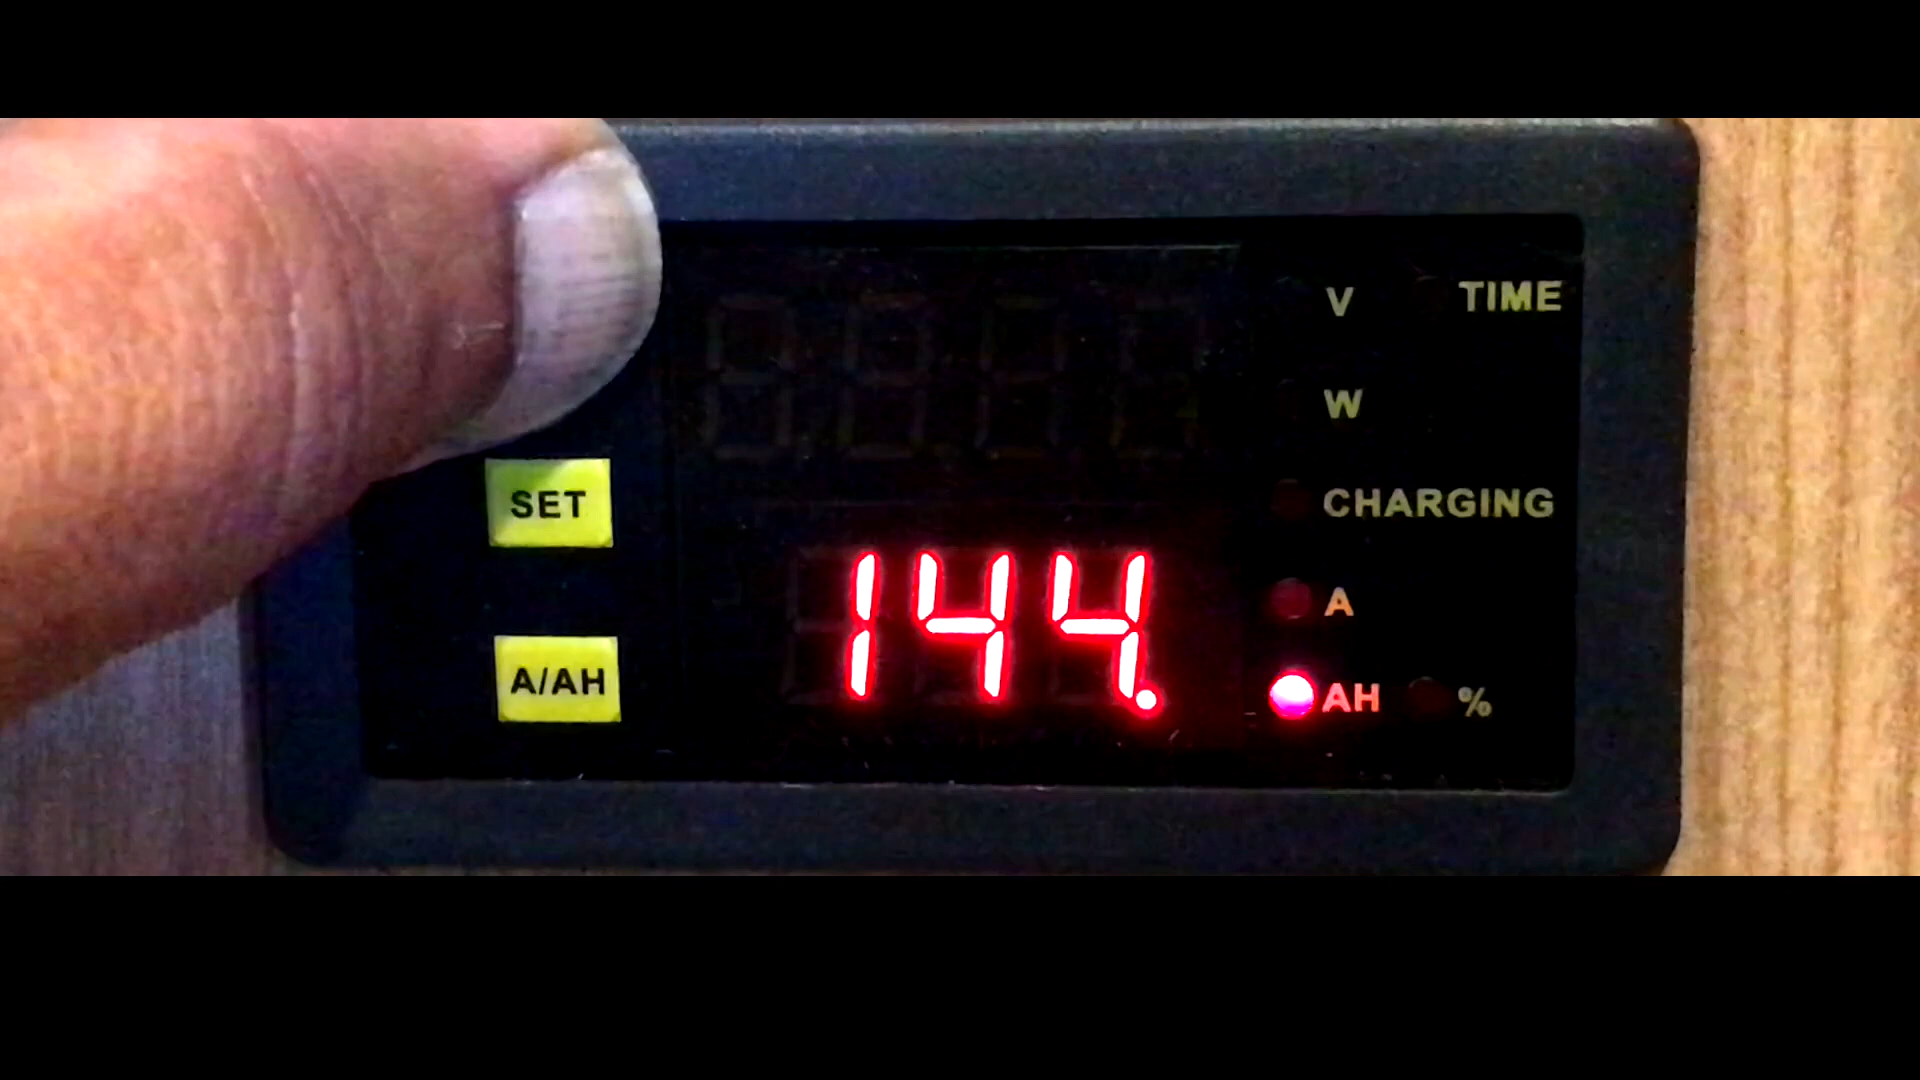 V TIME
W
SET CHARGING
A
A/AH 144. AH %